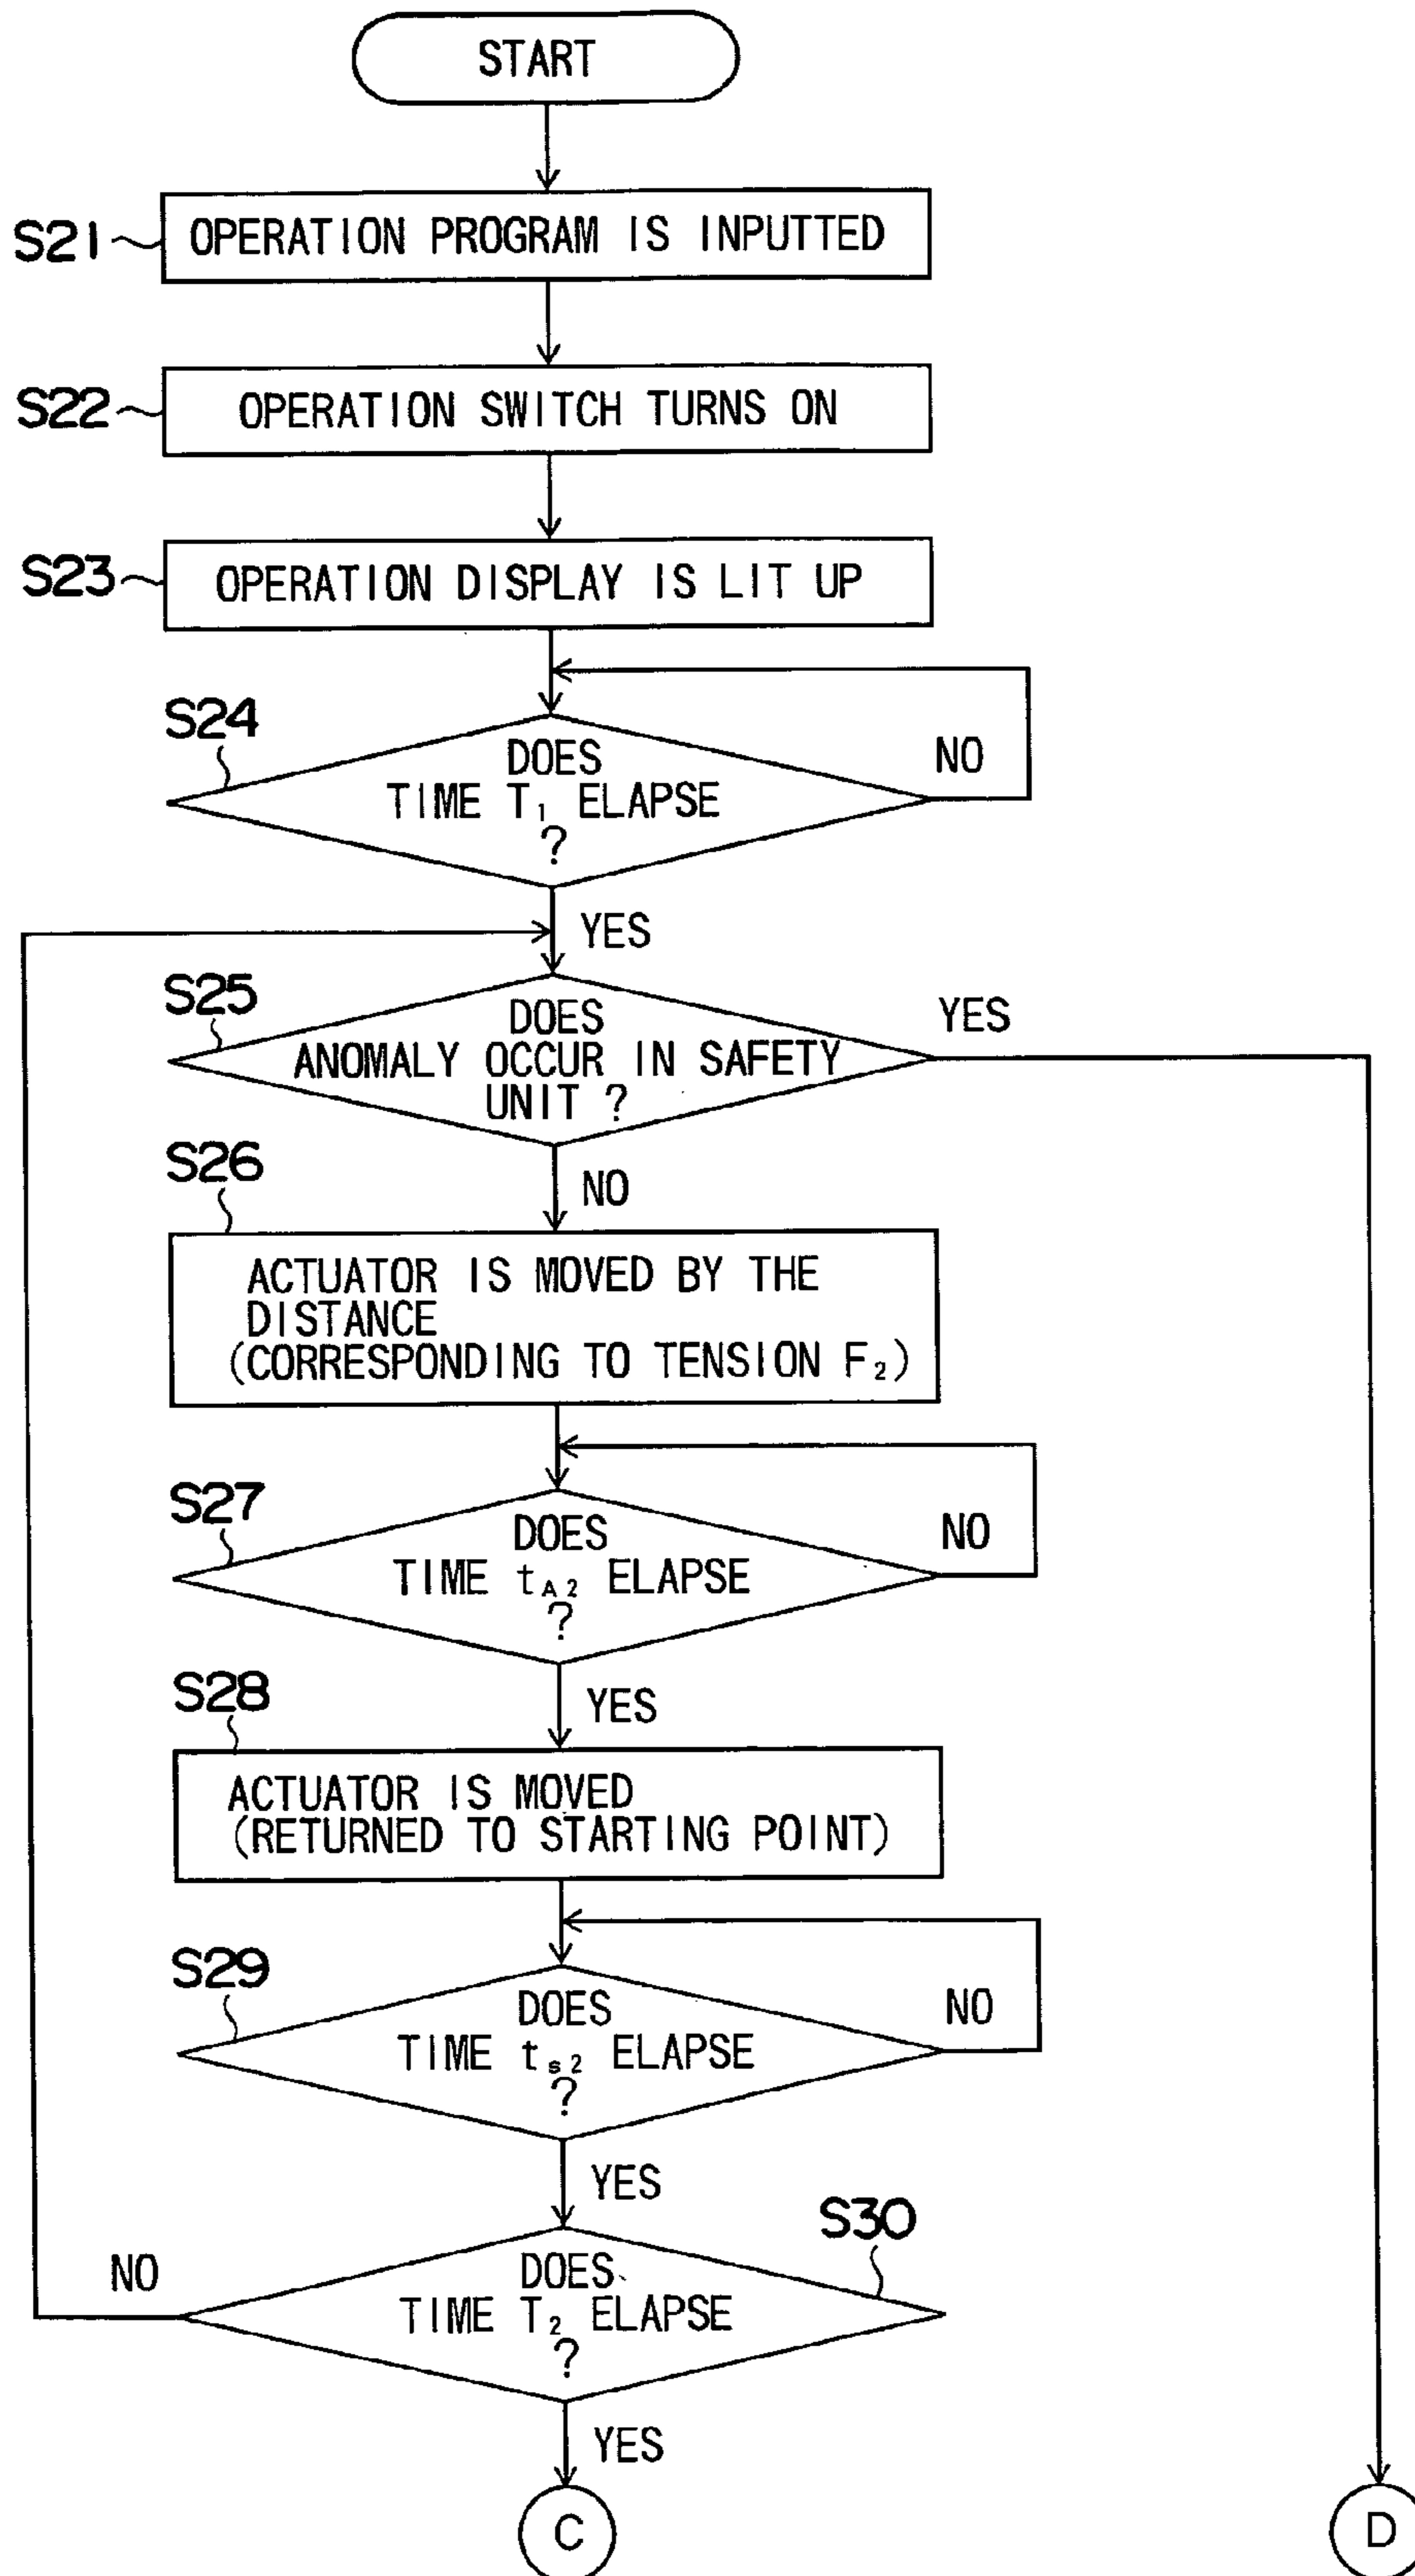 START
S21
OPERATION PROGRAM IS INPUTTED
S22
OPERATION SWITCH TURNS ON
S23
OPERATION DISPLAY IS LIT UP
S24
DOES
TIME T₁ ELAPSE
?
NO
YES
S25
DOES
ANOMALY OCCUR IN SAFETY
UNIT ?
YES
NO
S26
ACTUATOR IS MOVED BY THE
DISTANCE
(CORRESPONDING TO TENSION F₂)
S27
DOES
TIME t_A₂ ELAPSE
?
NO
YES
S28
ACTUATOR IS MOVED
(RETURNED TO STARTING POINT)
S29
DOES
TIME tₛ₂ ELAPSE
?
NO
YES
S30
DOES
TIME T₂ ELAPSE
?
NO
YES
C
D